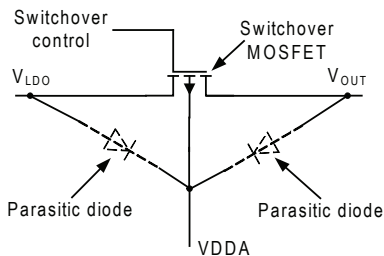 Switchover
control
Switchover
MOSFET
VLDO
VOUT
Parasitic diode
Parasitic diode
VDDA